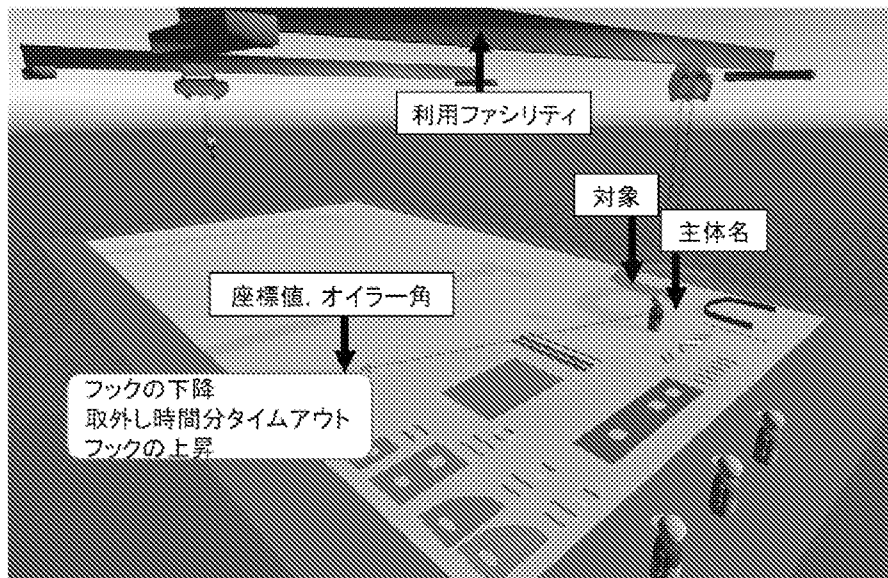 利用ファシリティ
対象
主体名
座標値, オイラー角
フックの下降
取外し時間分タイムアウト
フックの上昇